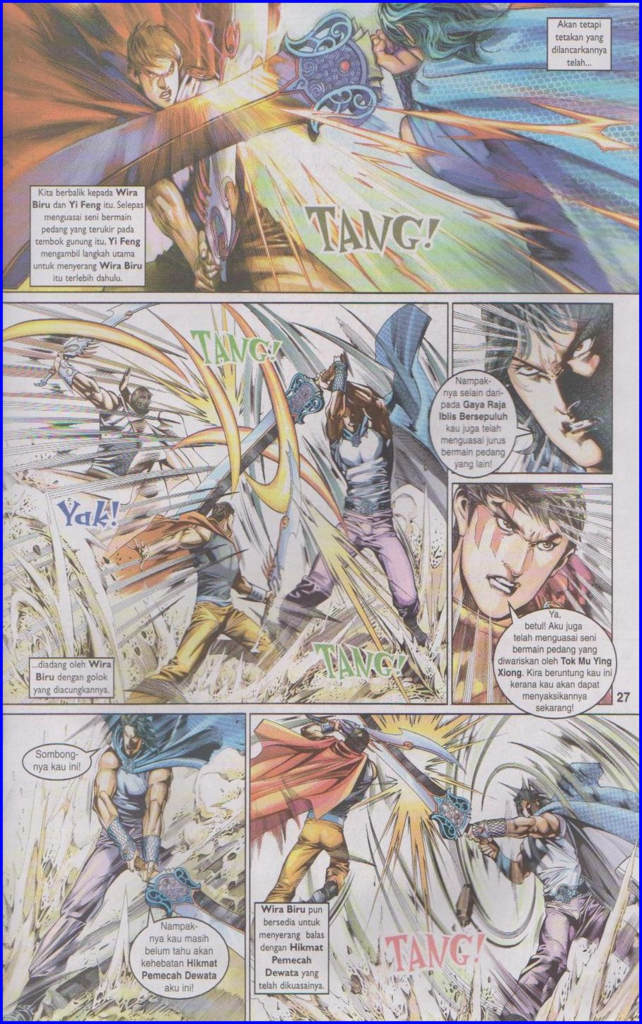 Kita berbalik kepada Wira
Biru dan Yi Feng itu. Selepas
menguasai seni bermain
pedang yang terukir pada
tembok gunung itu, Yi Feng
mengambil langkah utama
untuk menyerang Wira Biru
itu terlebih dahulu.
TANG!
Akan tetapi
tetakan yang
dilancarkannya
telah...
TANG!
Yak!
TANG!
...diadang oleh Wira
Biru dengan golok
yang diacungkannya.
Nampak-
nya selain dari-
pada Gaya Raja
Iblis Bersepuluh
kau juga telah
menguasai jurus
bermain pedang
yang lain!
Ya,
betul! Aku juga
telah menguasai seni
bermain pedang yang
diwariskan oleh Tok Mu Ying
Xiong. Kira beruntung kau ini
kerana kau akan dapat
menyaksikannya
sekarang!
27
Sombong-
nya kau ini!
Nampak-
nya kau masih
belum tahu akan
kehebatan Hikmat
Pemecah Dewata
aku ini!
Wira Biru pun
bersedia untuk
menyerang balas
dengan Hikmat
Pemecah
Dewata yang
telah dikuasainya.
TANG!